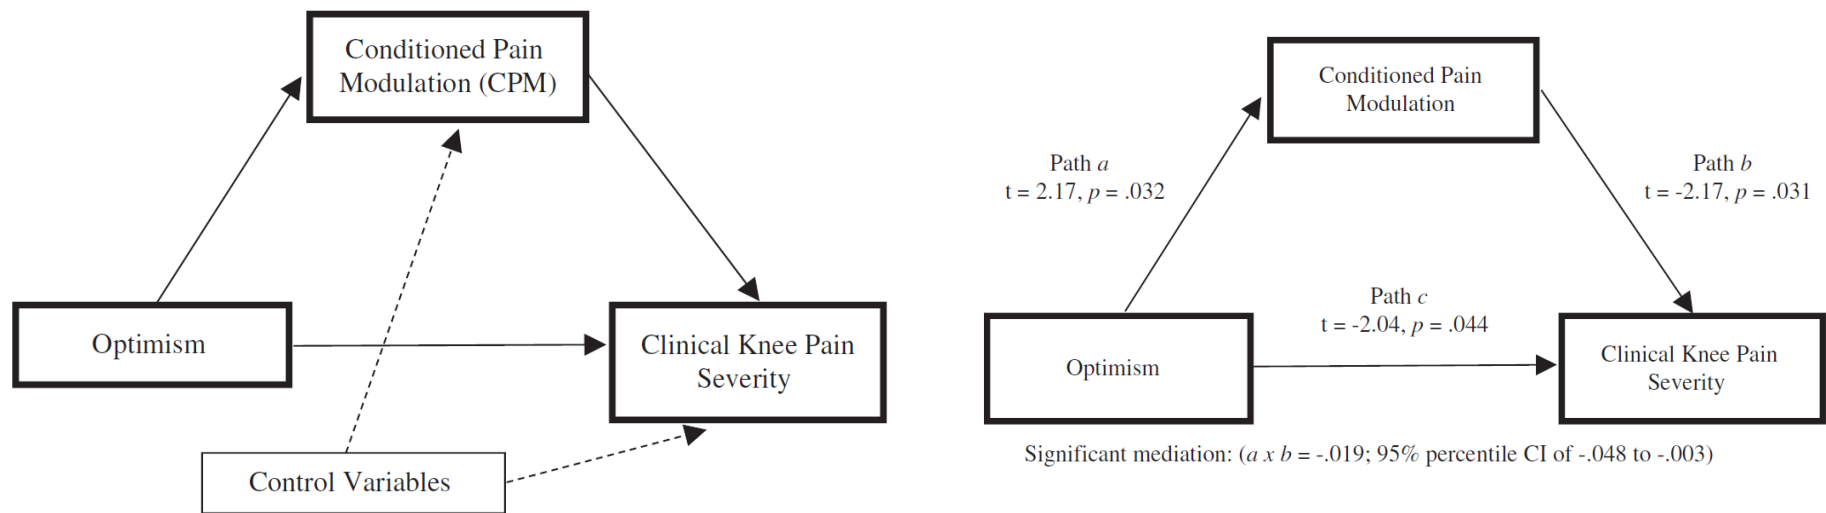 Conditioned Pain
Modulation (CPM)
Optimism
Clinical Knee Pain
Severity
Control Variables
Conditioned Pain
Modulation
Path a
t = 2.17, p = .032
Path b
t = -2.17, p = .031
Path c
t = -2.04, p = .044
Optimism
Clinical Knee Pain
Severity
Significant mediation: (a x b = -.019; 95% percentile CI of -.048 to -.003)